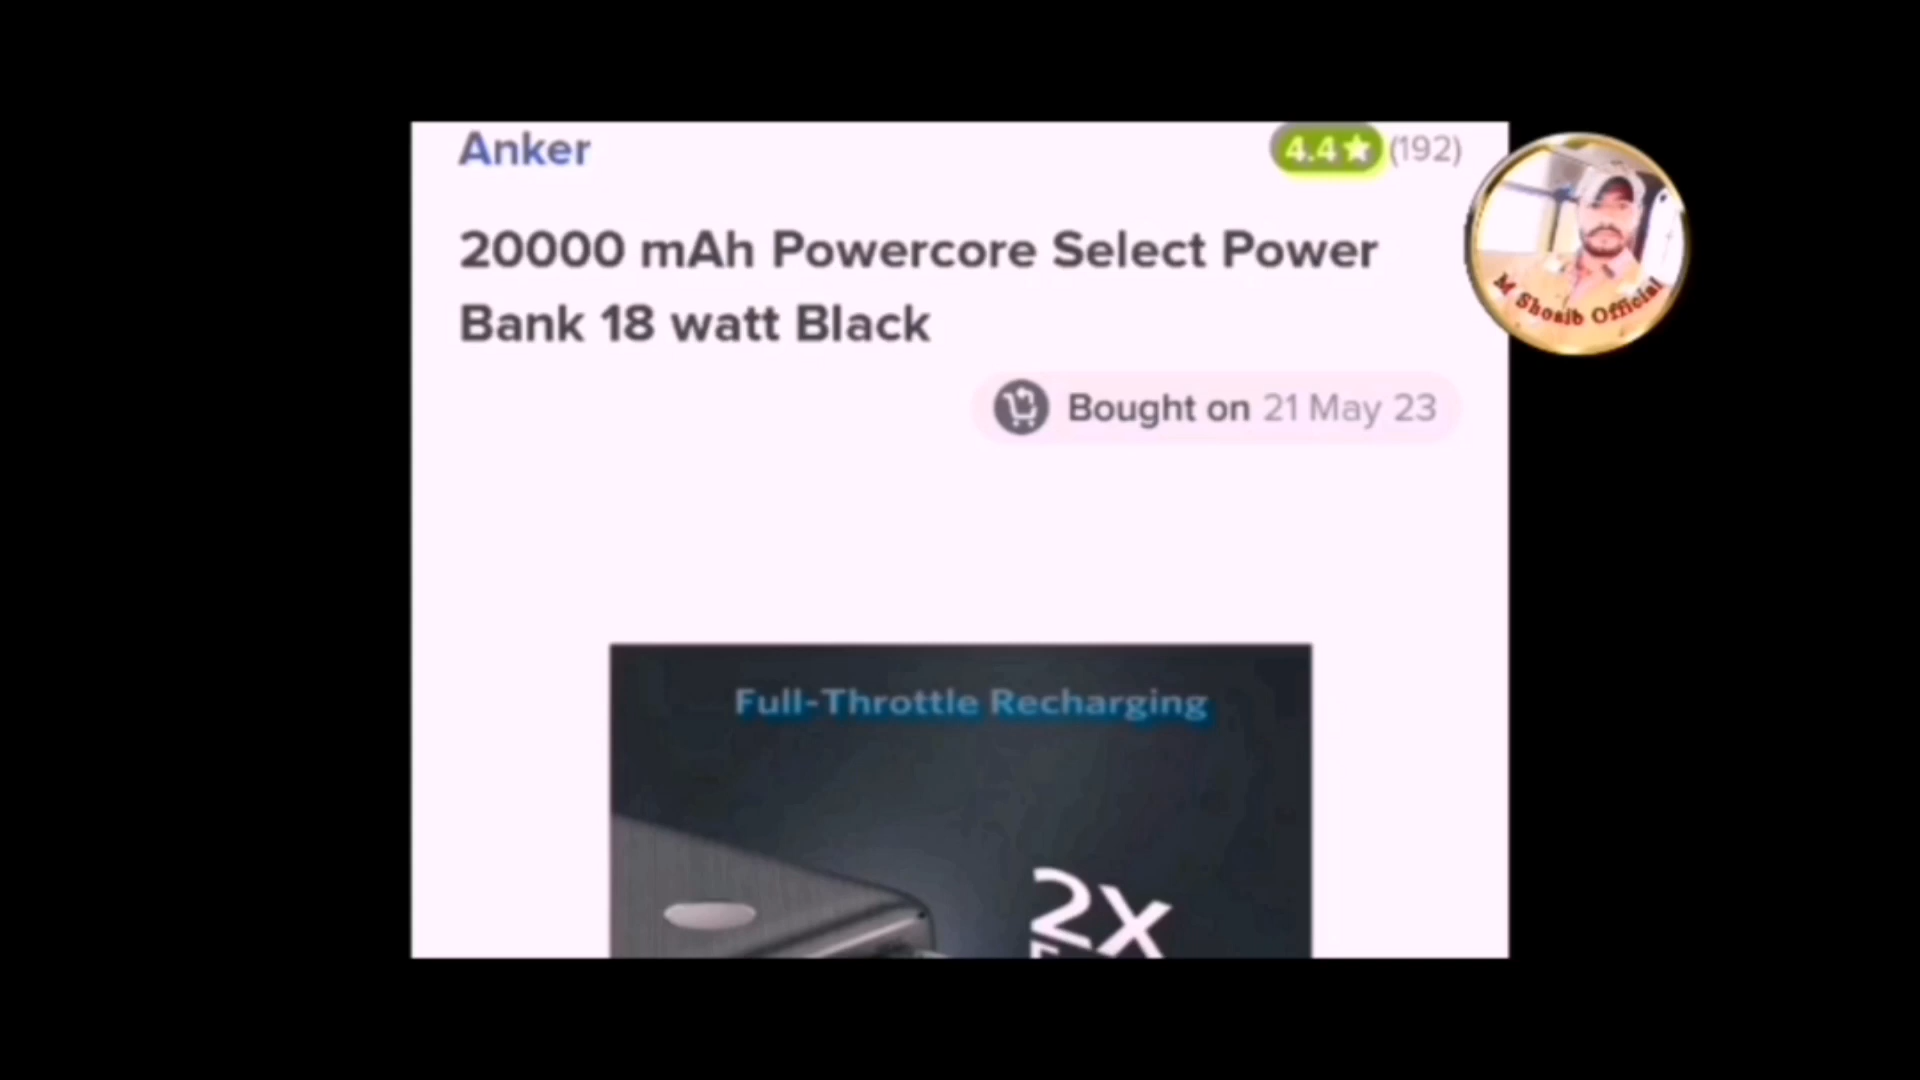 Anker
4.4★ (192)
20000 mAh Powercore Select Power
Bank 18 watt Black
Bought on 21 May 23
M Shoaib Official
Full-Throttle Recharging
2X